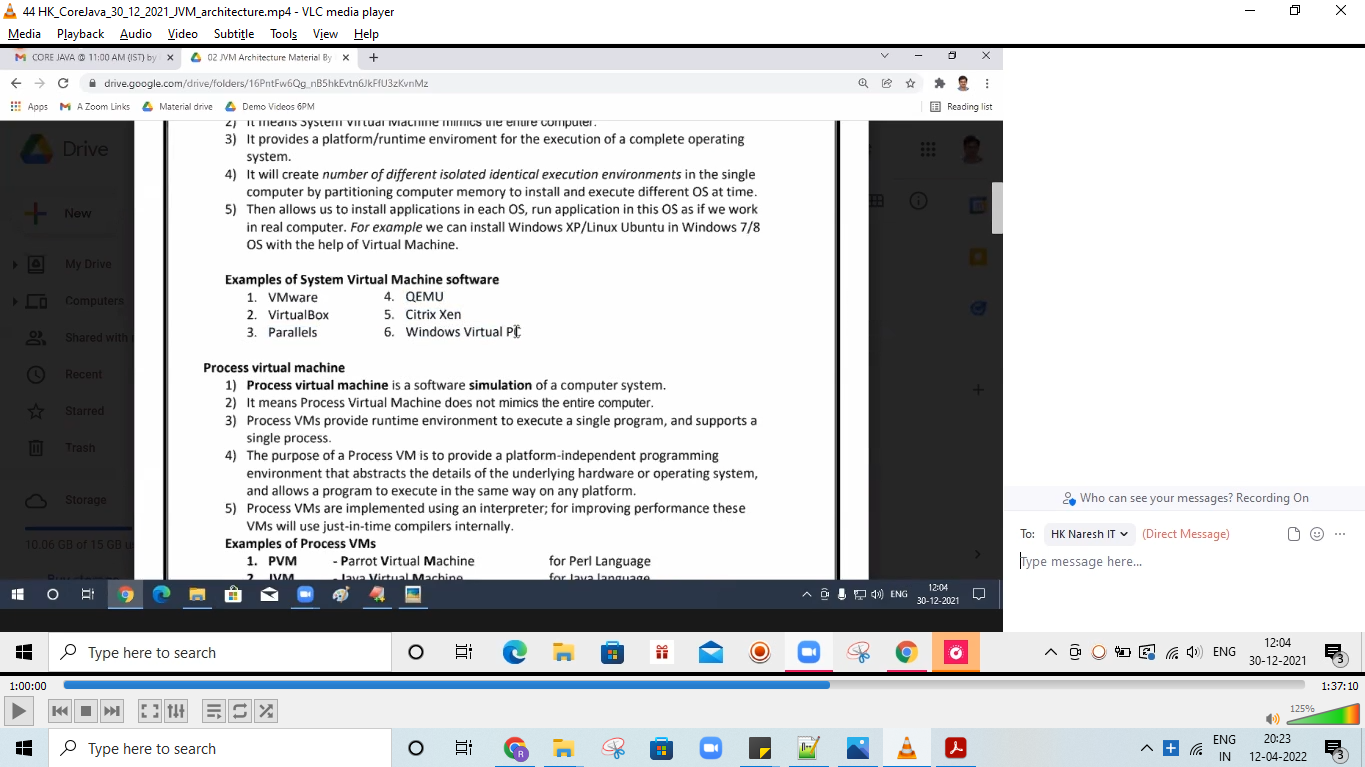 44 HK_CoreJava_30_12_2021_JVM_architecture.mp4 - VLC media player
Media Playback Audio Video Subtitle Tools View Help
CORE JAVA @ 11:00 AM (IST) by
02 JVM Architecture Material By
drive.google.com/drive/folders/16PntFw6Qg_nB5hkEvtn6JkFfU3zKvnMz
Apps A Zoom Links Material drive Demo Videos 6PM Reading list
Drive
New
My Drive
Computers
Shared with
Recent
Starred
Trash
Storage
10.06 GB of 15 GB
2) It means System Virtual Machine mimics the entire computer.
3) It provides a platform/runtime enviroment for the execution of a complete operating
system.
4) It will create number of different isolated identical execution environments in the single
computer by partitioning computer memory to install and execute different OS at time.
5) Then allows us to install applications in each OS, run application in this OS as if we work
in real computer. For example we can install Windows XP/Linux Ubuntu in Windows 7/8
OS with the help of Virtual Machine.
Examples of System Virtual Machine software
1. VMware 4. QEMU
2. VirtualBox 5. Citrix Xen
3. Parallels 6. Windows Virtual PC
Process virtual machine
1) Process virtual machine is a software simulation of a computer system.
2) It means Process Virtual Machine does not mimics the entire computer.
3) Process VMs provide runtime environment to execute a single program, and supports a
single process.
4) The purpose of a Process VM is to provide a platform-independent programming
environment that abstracts the details of the underlying hardware or operating system,
and allows a program to execute in the same way on any platform.
5) Process VMs are implemented using an interpreter; for improving performance these
VMs will use just-in-time compilers internally.
Examples of Process VMs
1. PVM - Parrot Virtual Machine for Perl Language
2. JVM - Java Virtual Machine for Java language
Who can see your messages? Recording On
To: HK Naresh IT (Direct Message)
Type message here...
ENG 12:04
30-12-2021
Type here to search
ENG 12:04
30-12-2021
3
1:00:00 1:37:10
125%
Type here to search
ENG 20:23
IN 12-04-2022
3